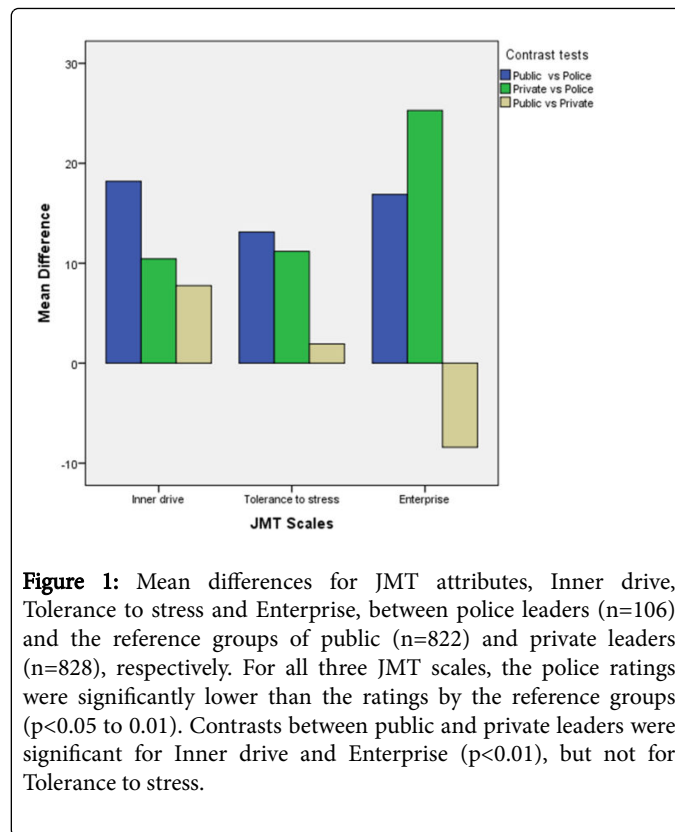 Contrast tests
Public vs Police
Private vs Police
Public vs Private
30
20
10
0
-10
Mean Difference
Inner drive
Tolerance to stress
Enterprise
JMT Scales
Figure 1: Mean differences for JMT attributes, Inner drive,
Tolerance to stress and Enterprise, between police leaders (n=106)
and the reference groups of public (n=822) and private leaders
(n=828), respectively. For all three JMT scales, the police ratings
were significantly lower than the ratings by the reference groups
(p<0.05 to 0.01). Contrasts between public and private leaders were
significant for Inner drive and Enterprise (p<0.01), but not for
Tolerance to stress.